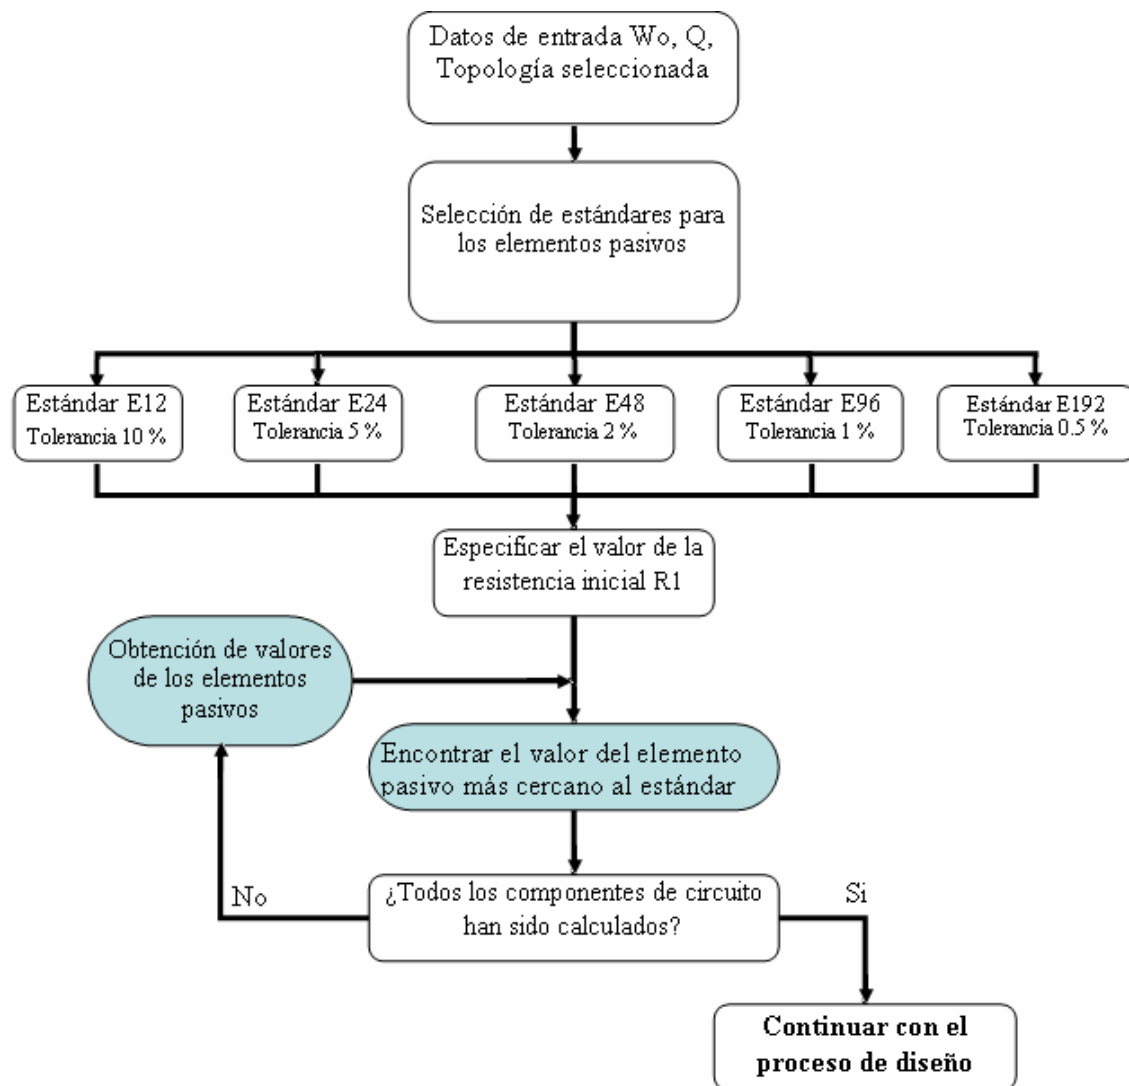 Datos de entrada Wo, Q,
Topología seleccionada
Selección de estándares para
los elementos pasivos
Estándar E12
Tolerancia 10 %
Estándar E24
Tolerancia 5 %
Estándar E48
Tolerancia 2 %
Estándar E96
Tolerancia 1 %
Estándar E192
Tolerancia 0.5 %
Especificar el valor de la
resistencia inicial R1
Obtención de valores
de los elementos
pasivos
Encontrar el valor del elemento
pasivo más cercano al estándar
No
¿Todos los componentes de circuito
han sido calculados?
Si
Continuar con el
proceso de diseño